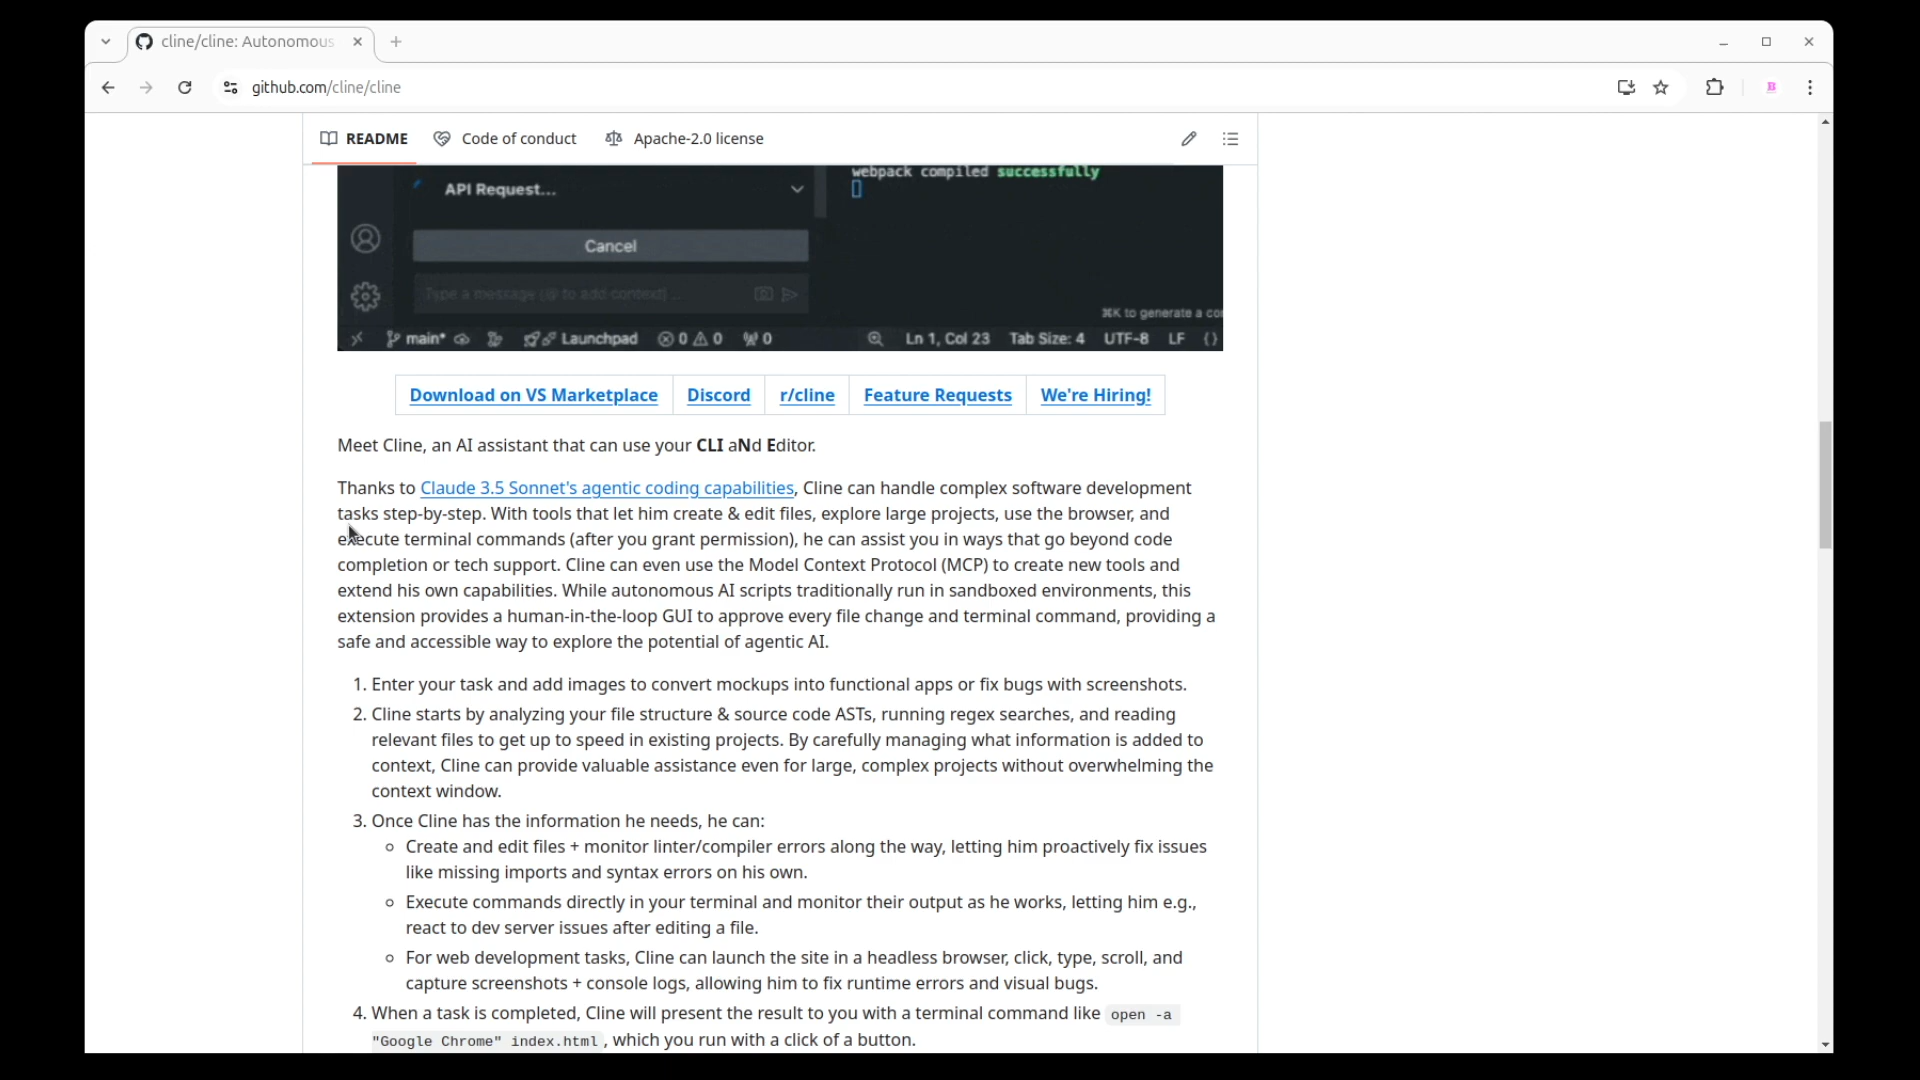 cline/cline: Autonomous
github.com/cline/cline
README
Code of conduct
Apache-2.0 license
API Request...
webpack compiled successfully
Cancel
Type a message (@ to add context) ...
⌘K to generate a co
main*
Launchpad
0
0
0
Ln 1, Col 23
Tab Size: 4
UTF-8
LF
{}
Download on VS Marketplace
Discord
r/cline
Feature Requests
We're Hiring!
Meet Cline, an AI assistant that can use your CLI aNd Editor.
Thanks to Claude 3.5 Sonnet's agentic coding capabilities, Cline can handle complex software development
tasks step-by-step. With tools that let him create & edit files, explore large projects, use the browser, and
execute terminal commands (after you grant permission), he can assist you in ways that go beyond code
completion or tech support. Cline can even use the Model Context Protocol (MCP) to create new tools and
extend his own capabilities. While autonomous AI scripts traditionally run in sandboxed environments, this
extension provides a human-in-the-loop GUI to approve every file change and terminal command, providing a
safe and accessible way to explore the potential of agentic AI.
1. Enter your task and add images to convert mockups into functional apps or fix bugs with screenshots.
2. Cline starts by analyzing your file structure & source code ASTs, running regex searches, and reading
relevant files to get up to speed in existing projects. By carefully managing what information is added to
context, Cline can provide valuable assistance even for large, complex projects without overwhelming the
context window.
3. Once Cline has the information he needs, he can:
Create and edit files + monitor linter/compiler errors along the way, letting him proactively fix issues
like missing imports and syntax errors on his own.
Execute commands directly in your terminal and monitor their output as he works, letting him e.g.,
react to dev server issues after editing a file.
For web development tasks, Cline can launch the site in a headless browser, click, type, scroll, and
capture screenshots + console logs, allowing him to fix runtime errors and visual bugs.
4. When a task is completed, Cline will present the result to you with a terminal command like open -a
"Google Chrome" index.html, which you run with a click of a button.